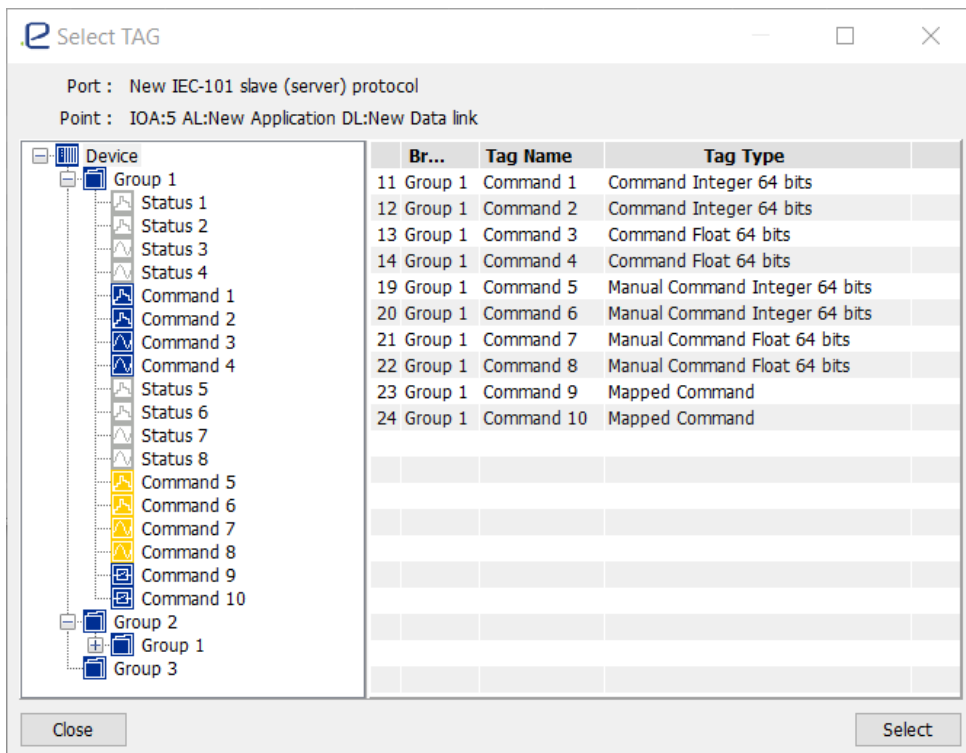 Select TAG
Port : New IEC-101 slave (server) protocol
Point : IOA:5 AL:New Application DL:New Data link
Device
Group 1
Status 1
Status 2
Status 3
Status 4
Command 1
Command 2
Command 3
Command 4
Status 5
Status 6
Status 7
Status 8
Command 5
Command 6
Command 7
Command 8
Command 9
Command 10
Group 2
Group 1
Group 3
Br... Tag Name Tag Type
11 Group 1 Command 1 Command Integer 64 bits
12 Group 1 Command 2 Command Integer 64 bits
13 Group 1 Command 3 Command Float 64 bits
14 Group 1 Command 4 Command Float 64 bits
19 Group 1 Command 5 Manual Command Integer 64 bits
20 Group 1 Command 6 Manual Command Integer 64 bits
21 Group 1 Command 7 Manual Command Float 64 bits
22 Group 1 Command 8 Manual Command Float 64 bits
23 Group 1 Command 9 Mapped Command
24 Group 1 Command 10 Mapped Command
Close
Select